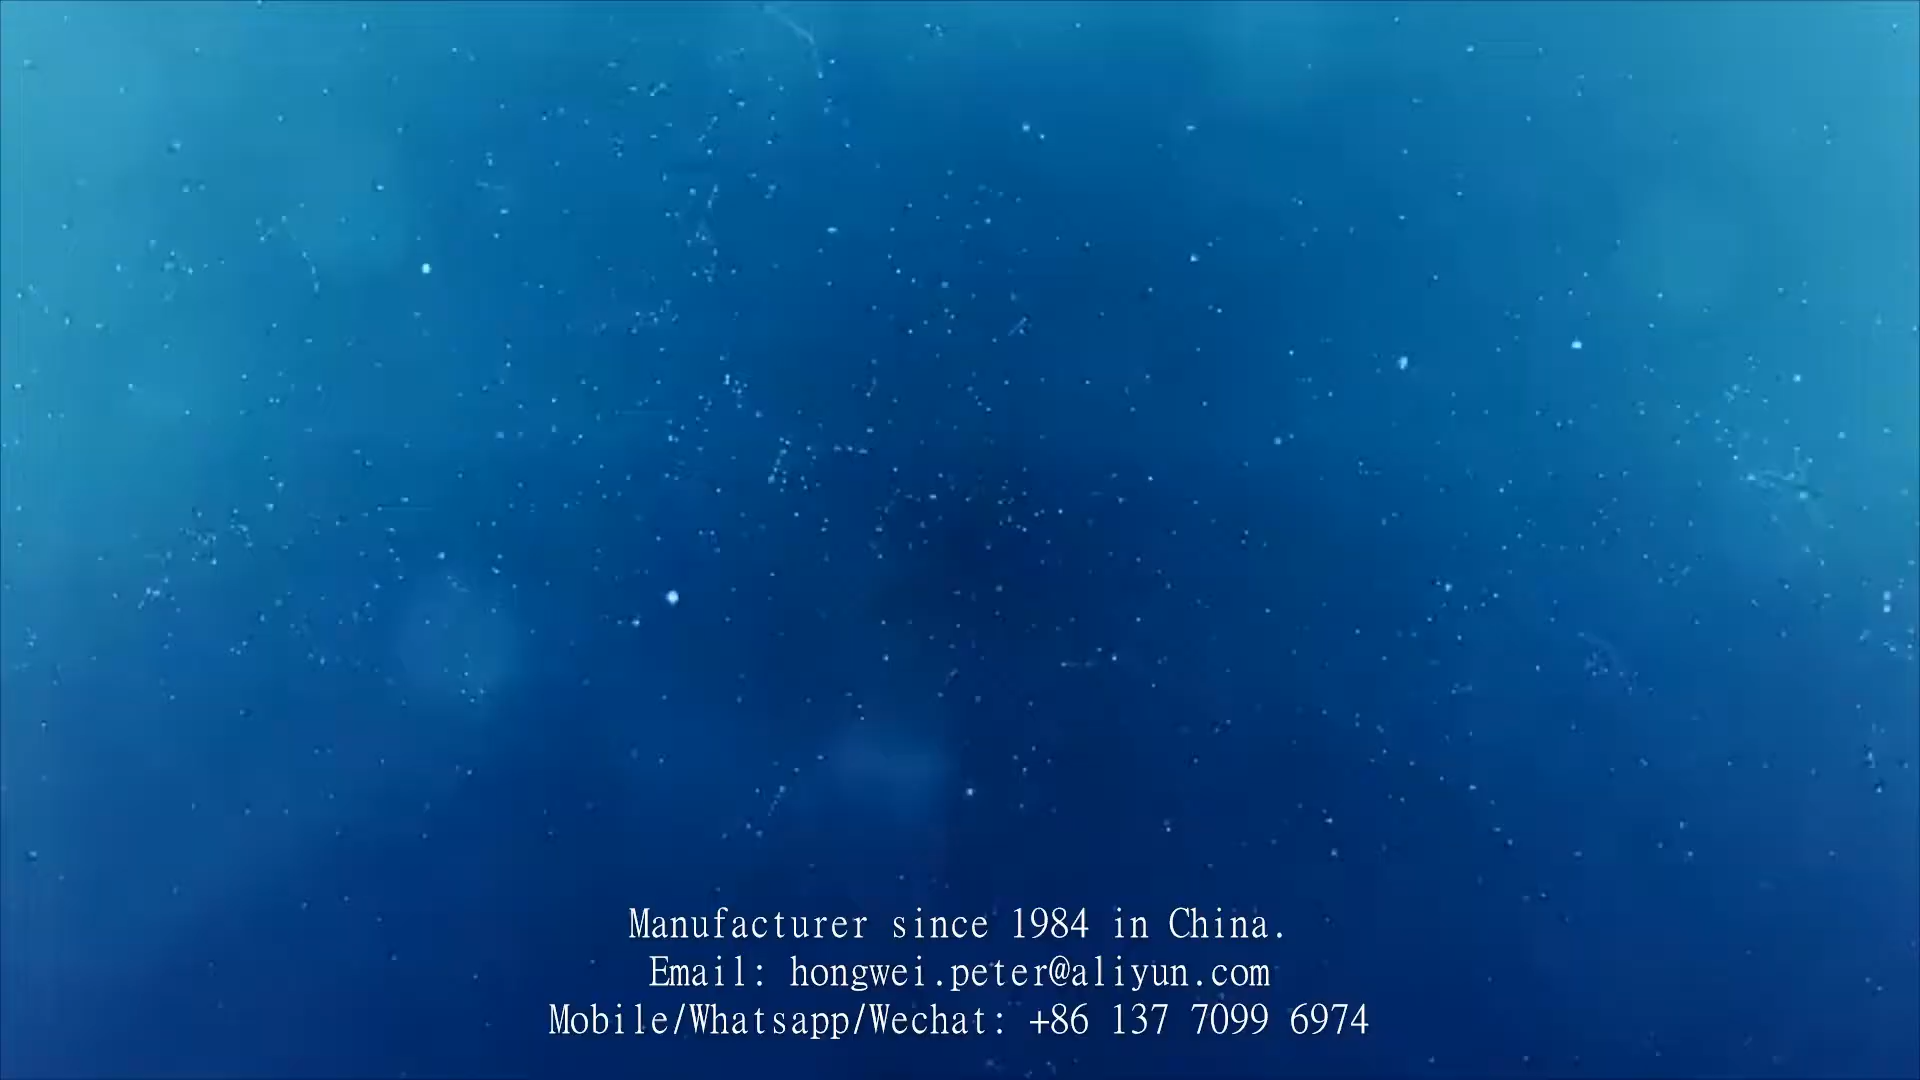 Manufacturer since 1984 in China.
Email: hongwei.peter@aliyun.com
Mobile/Whatsapp/Wechat: +86 137 7099 6974